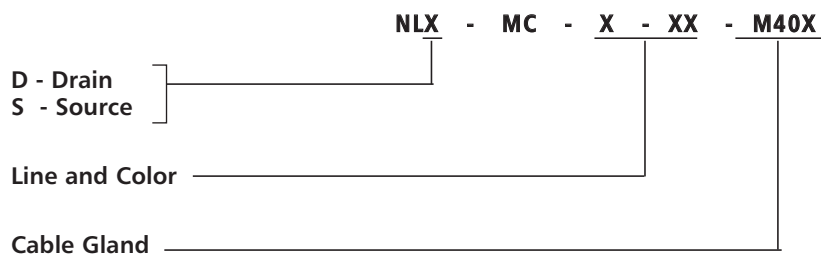 NLX - MC - X - XX - M40X
D - Drain
S - Source
Line and Color
Cable Gland